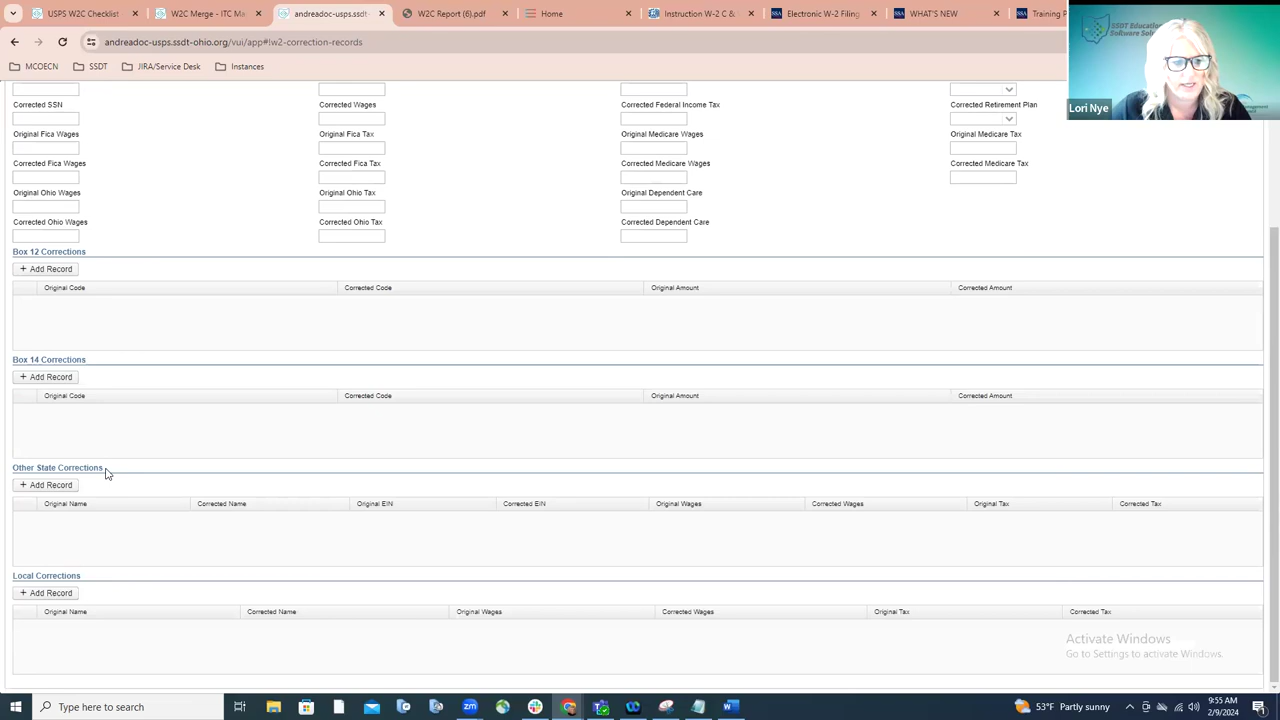 USPS W2C Checklist
W2C Merge - ITC Ma
andreadoc-usps.ssdt-
W2C Report (6).pdf
Home
Instruction W-2 C &
Electronic W-2 Filing
WHAT'S NEW
Training P
andreadoc-usps.ssdt-ohio.org/vui/app#!w2-correction-records
MCOECN
SSDT
JIRA/Service Desk
Instances
SSDT Educatio
Software Solu
Lori Nye
Corrected SSN
Corrected Wages
Corrected Federal Income Tax
Corrected Retirement Plan
Original Fica Wages
Original Fica Tax
Original Medicare Wages
Original Medicare Tax
Corrected Fica Wages
Corrected Fica Tax
Corrected Medicare Wages
Corrected Medicare Tax
Original Ohio Wages
Original Ohio Tax
Original Dependent Care
Corrected Ohio Wages
Corrected Ohio Tax
Corrected Dependent Care
Box 12 Corrections
+ Add Record
Original Code
Corrected Code
Original Amount
Corrected Amount
Box 14 Corrections
+ Add Record
Original Code
Corrected Code
Original Amount
Corrected Amount
Other State Corrections
+ Add Record
Original Name
Corrected Name
Original EIN
Corrected EIN
Original Wages
Corrected Wages
Original Tax
Corrected Tax
Local Corrections
+ Add Record
Original Name
Corrected Name
Original Wages
Corrected Wages
Original Tax
Corrected Tax
Activate Windows
Go to Settings to activate Windows.
Type here to search
53°F Partly sunny
9:55 AM
2/9/2024